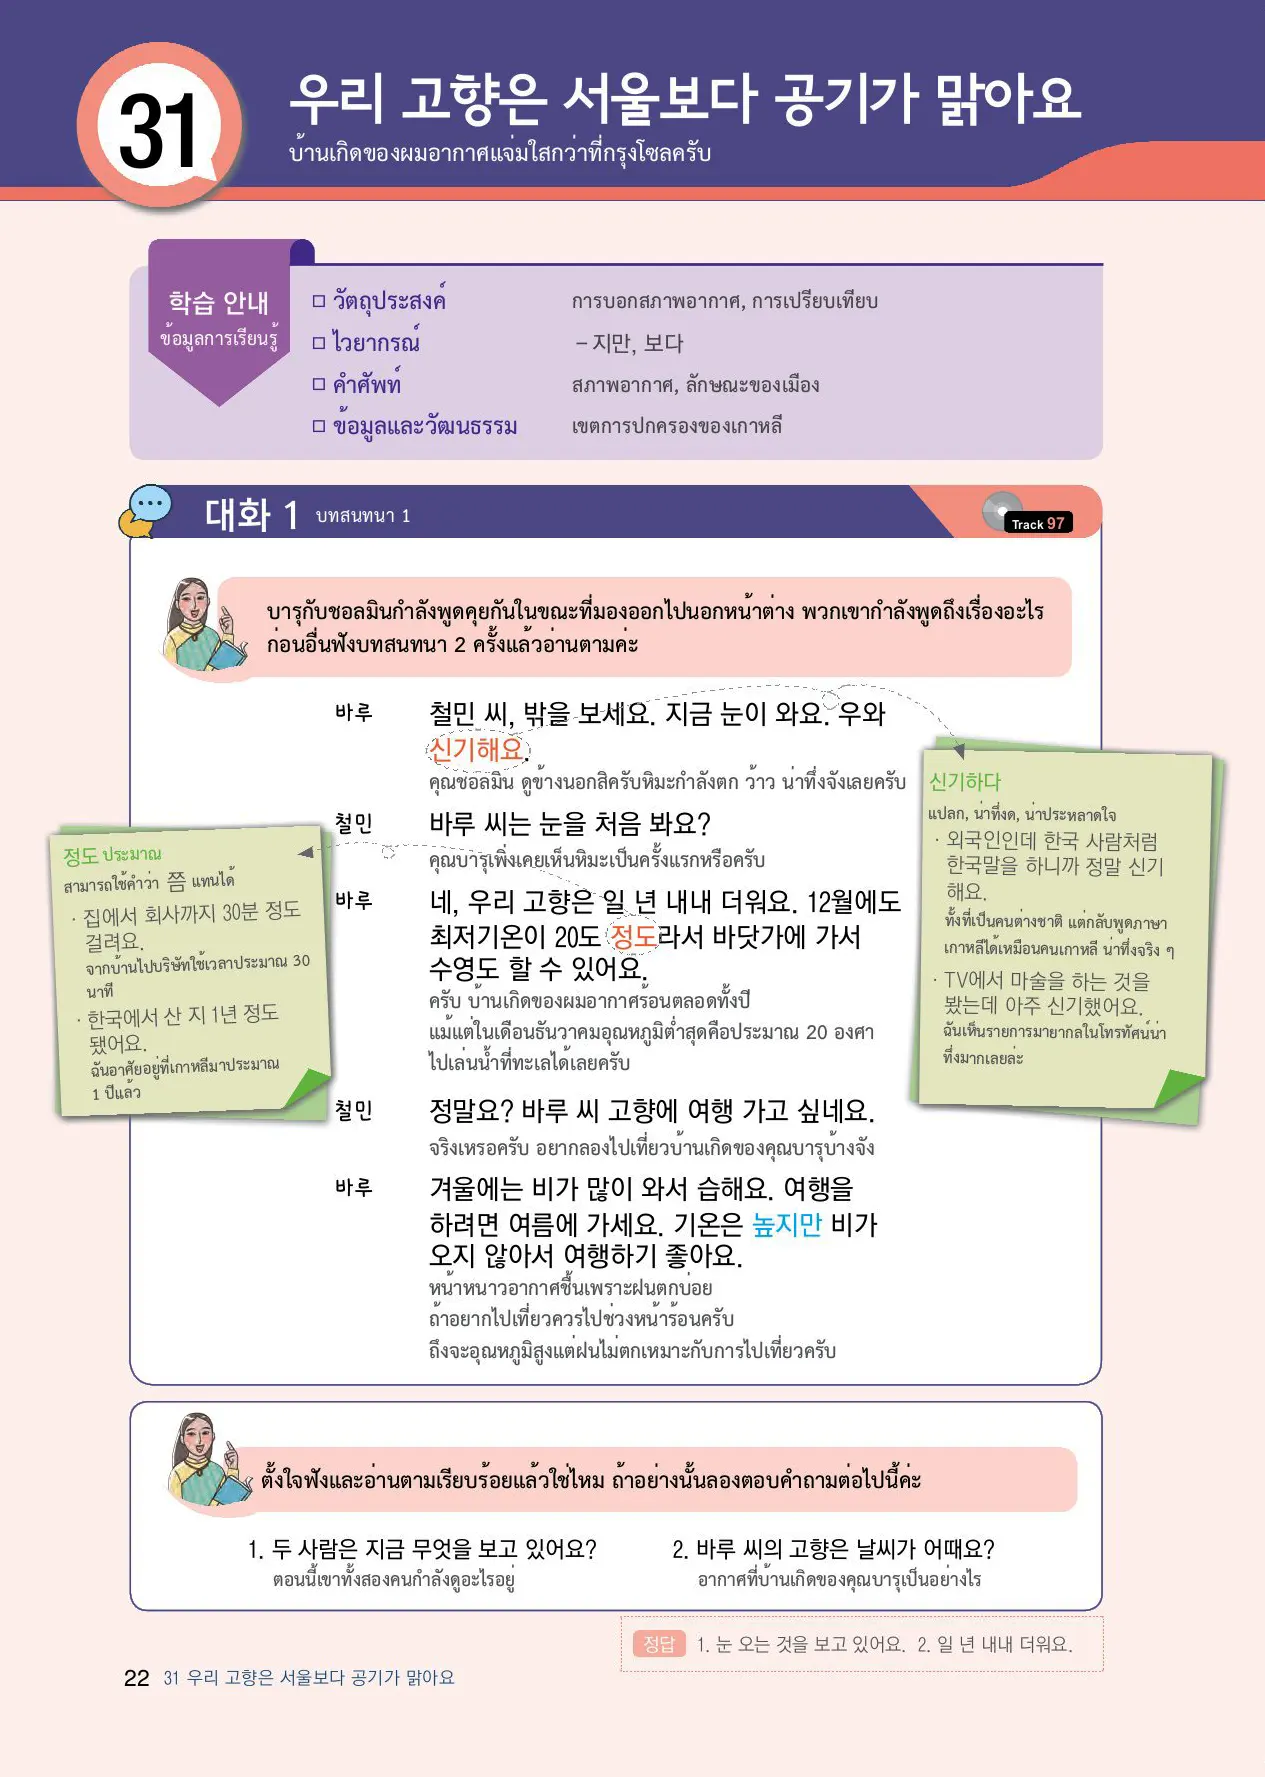 31
우리 고향은 서울보다 공기가 맑아요
บ้านเกิดของผมอากาศแจ่มใสกว่าที่กรุงโซลครับ
학습 안내
ข้อมูลการเรียนรู้
□ วัตถุประสงค์ การบอกสภาพอากาศ, การเปรียบเทียบ
□ ไวยากรณ์ –지만, 보다
□ คำศัพท์ สภาพอากาศ, ลักษณะของเมือง
□ ข้อมูลและวัฒนธรรม เขตการปกครองของเกาหลี
대화 1 บทสนทนา 1
Track 97
บารุกับชอลมินกำลังพูดคุยกันในขณะที่มองออกไปนอกหน้าต่าง พวกเขากำลังพูดถึงเรื่องอะไร
ก่อนอื่นฟังบทสนทนา 2 ครั้งแล้วอ่านตามค่ะ
바루 철민 씨, 밖을 보세요. 지금 눈이 와요. 우와
신기해요.
คุณชอลมิน ดูข้างนอกสิครับหิมะกำลังตก ว้าว น่าทึ่งจังเลยครับ
철민 바루 씨는 눈을 처음 봐요?
คุณบารุเพิ่งเคยเห็นหิมะเป็นครั้งแรกหรือครับ
바루 네, 우리 고향은 일 년 내내 더워요. 12월에도
최저기온이 20도 정도라서 바닷가에 가서
수영도 할 수 있어요.
ครับ บ้านเกิดของผมอากาศร้อนตลอดทั้งปี
แม้แต่ในเดือนธันวาคมอุณหภูมิต่ำสุดคือประมาณ 20 องศา
ไปเล่นน้ำที่ทะเลได้เลยครับ
철민 정말요? 바루 씨 고향에 여행 가고 싶네요.
จริงเหรอครับ อยากลองไปเที่ยวบ้านเกิดของคุณบารุบ้างจัง
바루 겨울에는 비가 많이 와서 습해요. 여행을
하려면 여름에 가세요. 기온은 높지만 비가
오지 않아서 여행하기 좋아요.
หน้าหนาวอากาศชื้นเพราะฝนตกบ่อย
ถ้าอยากไปเที่ยวควรไปช่วงหน้าร้อนครับ
ถึงจะอุณหภูมิสูงแต่ฝนไม่ตกเหมาะกับการไปเที่ยวครับ
정도 ประมาณ
สามารถใช้คำว่า 쯤 แทนได้
· 집에서 회사까지 30분 정도
걸려요.
จากบ้านไปบริษัทใช้เวลาประมาณ 30
นาที
· 한국에서 산 지 1년 정도
됐어요.
ฉันอาศัยอยู่ที่เกาหลีมาประมาณ
1 ปีแล้ว
신기하다
แปลก, น่าทึ่งด, น่าประหลาดใจ
· 외국인인데 한국 사람처럼
한국말을 하니까 정말 신기
해요.
ทั้งที่เป็นคนต่างชาติ แต่กลับพูดภาษา
เกาหลีได้เหมือนคนเกาหลี น่าทึ่งจริง ๆ
· TV에서 마술을 하는 것을
봤는데 아주 신기했어요.
ฉันเห็นรายการมายากลในโทรทัศน์น่า
ทึ่งมากเลยล่ะ
ตั้งใจฟังและอ่านตามเรียบร้อยแล้วใช่ไหม ถ้าอย่างนั้นลองตอบคำถามต่อไปนี้ค่ะ
1. 두 사람은 지금 무엇을 보고 있어요?
ตอนนี้เขาทั้งสองคนกำลังดูอะไรอยู่
2. 바루 씨의 고향은 날씨가 어때요?
อากาศที่บ้านเกิดของคุณบารุเป็นอย่างไร
정답 1. 눈 오는 것을 보고 있어요. 2. 일 년 내내 더워요.
22 31 우리 고향은 서울보다 공기가 맑아요